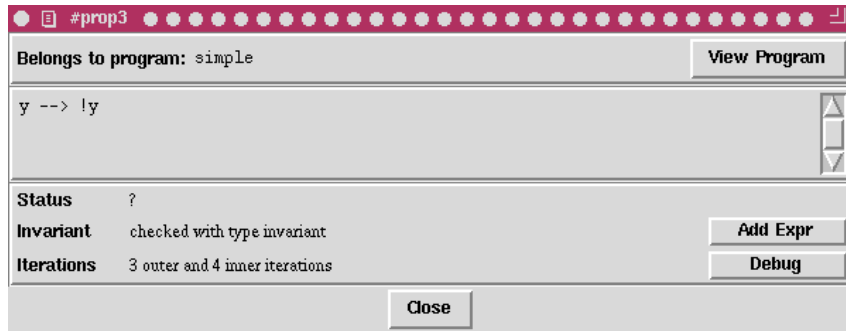 #prop3
Belongs to program: simple View Program
y --> !y
Status ?
Invariant checked with type invariant Add Expr
Iterations 3 outer and 4 inner iterations Debug
Close